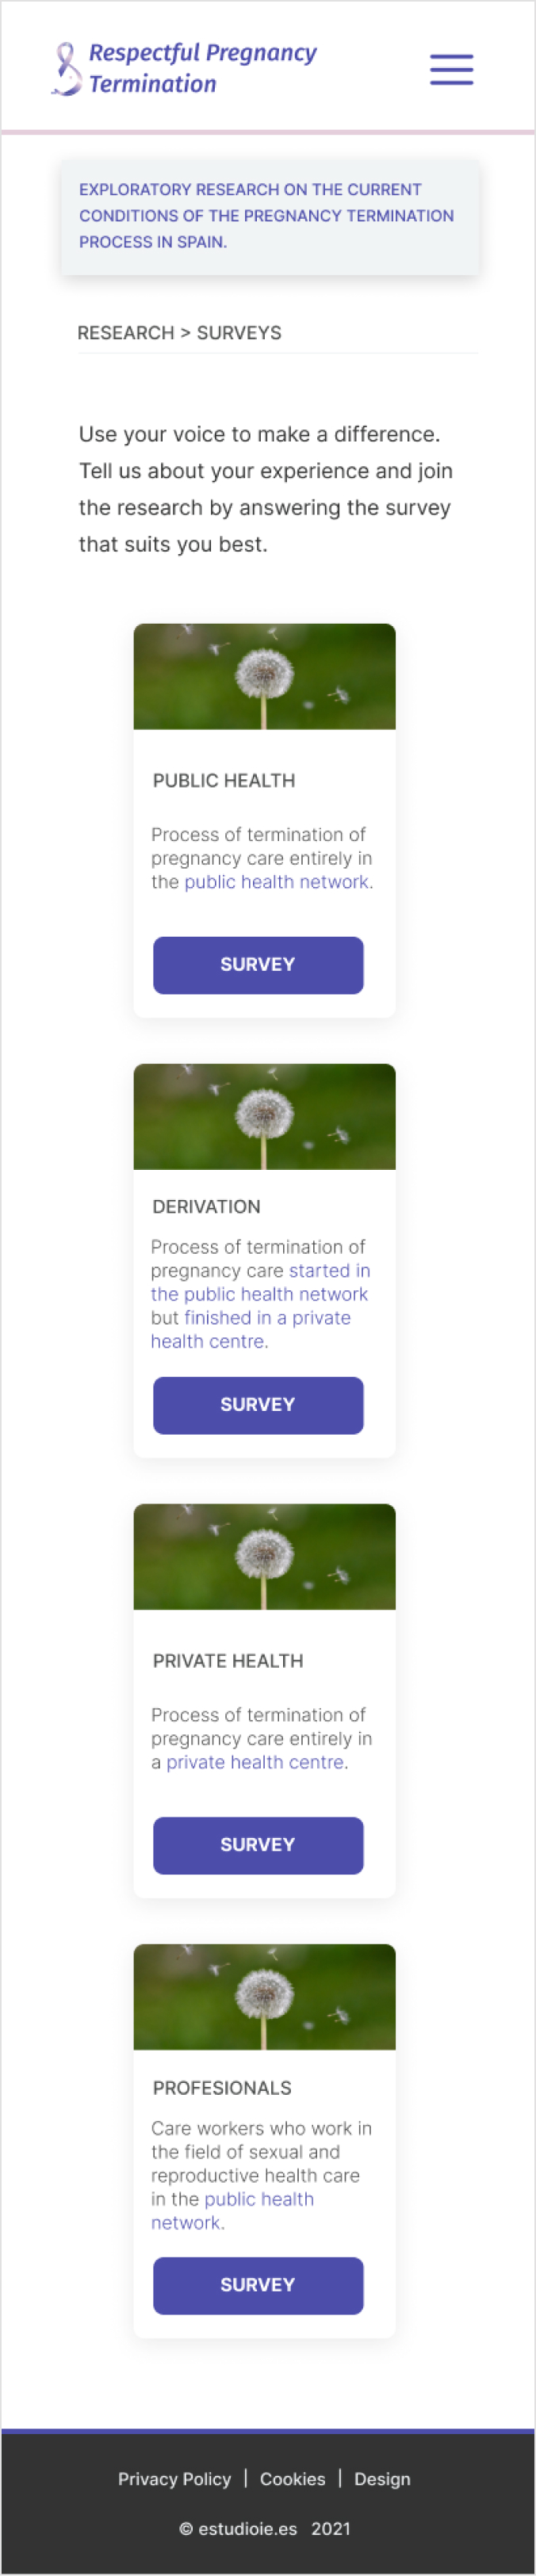 Respectful Pregnancy
Termination
EXPLORATORY RESEARCH ON THE CURRENT
CONDITIONS OF THE PREGNANCY TERMINATION
PROCESS IN SPAIN.
RESEARCH > SURVEYS
Use your voice to make a difference.
Tell us about your experience and join
the research by answering the survey
that suits you best.
PUBLIC HEALTH
Process of termination of
pregnancy care entirely in
the public health network.
SURVEY
DERIVATION
Process of termination of
pregnancy care started in
the public health network
but finished in a private
health centre.
SURVEY
PRIVATE HEALTH
Process of termination of
pregnancy care entirely in
a private health centre.
SURVEY
PROFESIONALS
Care workers who work in
the field of sexual and
reproductive health care
in the public health
network.
SURVEY
Privacy Policy | Cookies | Design
© estudioie.es 2021